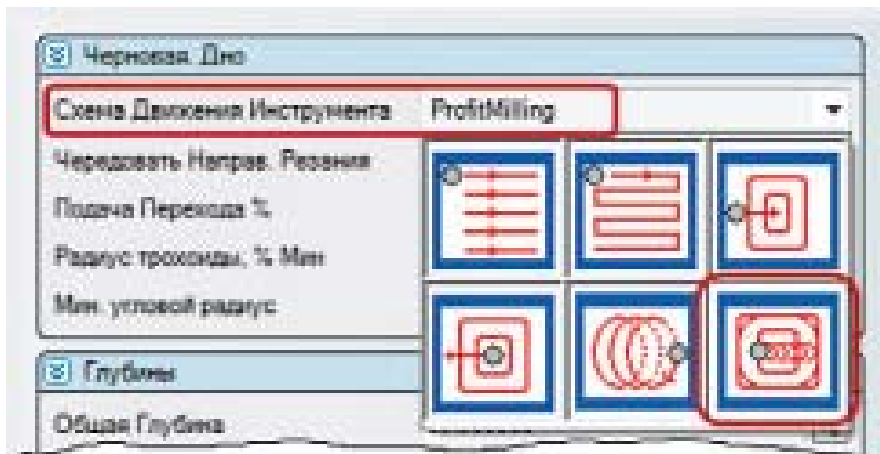 Черновая. Дно
Схема Движения Инструмента ProfitMilling
Чередовать Направ. Резания
Подача Перехода %
Радиус трохоиды, % Мин
Мин. угловой радиус
Глубины
Общая Глубина